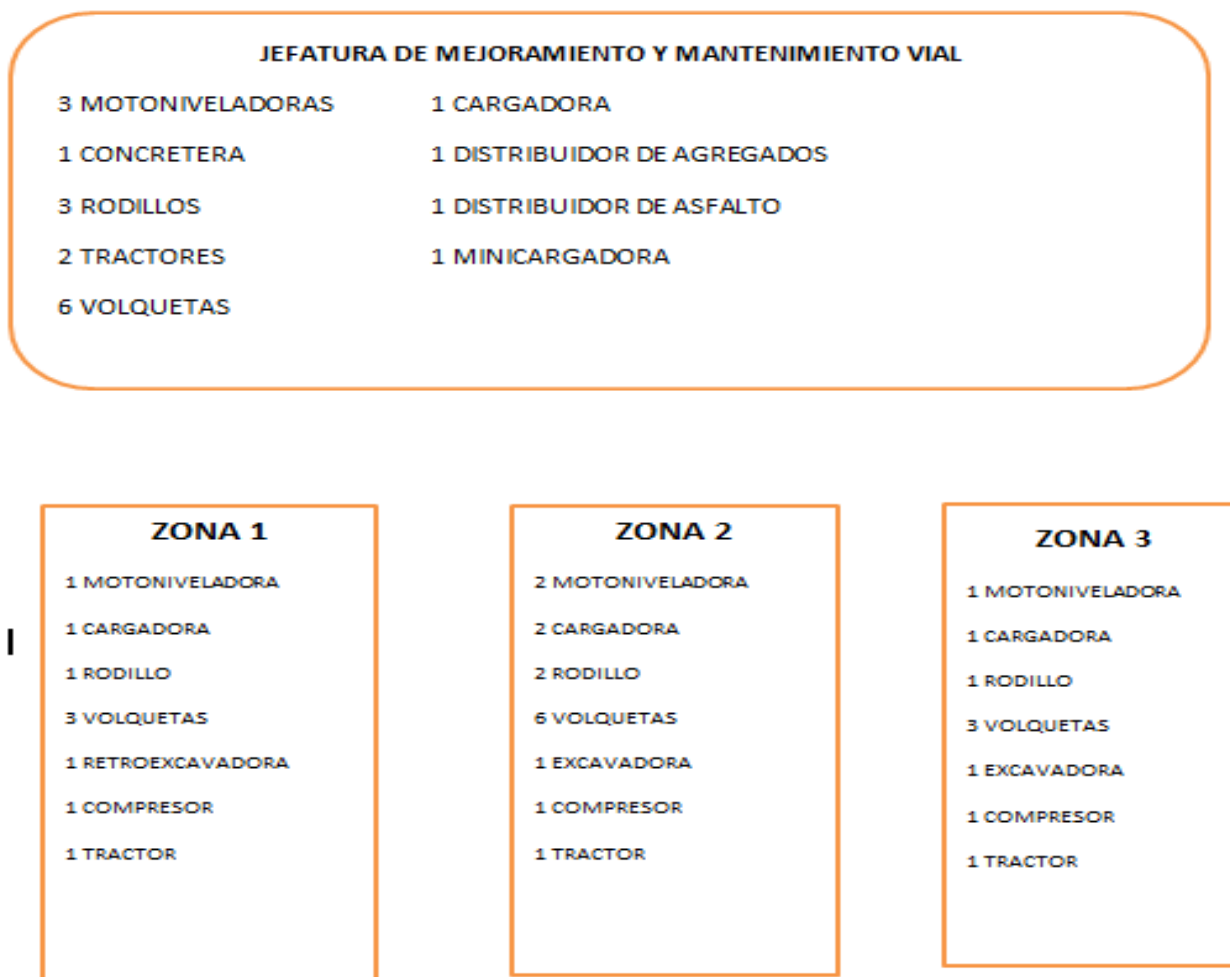 JEFATURA DE MEJORAMIENTO Y MANTENIMIENTO VIAL
3 MOTONIVELADORAS
1 CONCRETERA
3 RODILLOS
2 TRACTORES
6 VOLQUETAS
1 CARGADORA
1 DISTRIBUIDOR DE AGREGADOS
1 DISTRIBUIDOR DE ASFALTO
1 MINICARGADORA
ZONA 1
1 MOTONIVELADORA
1 CARGADORA
1 RODILLO
3 VOLQUETAS
1 RETROEXCAVADORA
1 COMPRESOR
1 TRACTOR
ZONA 2
2 MOTONIVELADORA
2 CARGADORA
2 RODILLO
6 VOLQUETAS
1 EXCAVADORA
1 COMPRESOR
1 TRACTOR
ZONA 3
1 MOTONIVELADORA
1 CARGADORA
1 RODILLO
3 VOLQUETAS
1 EXCAVADORA
1 COMPRESOR
1 TRACTOR